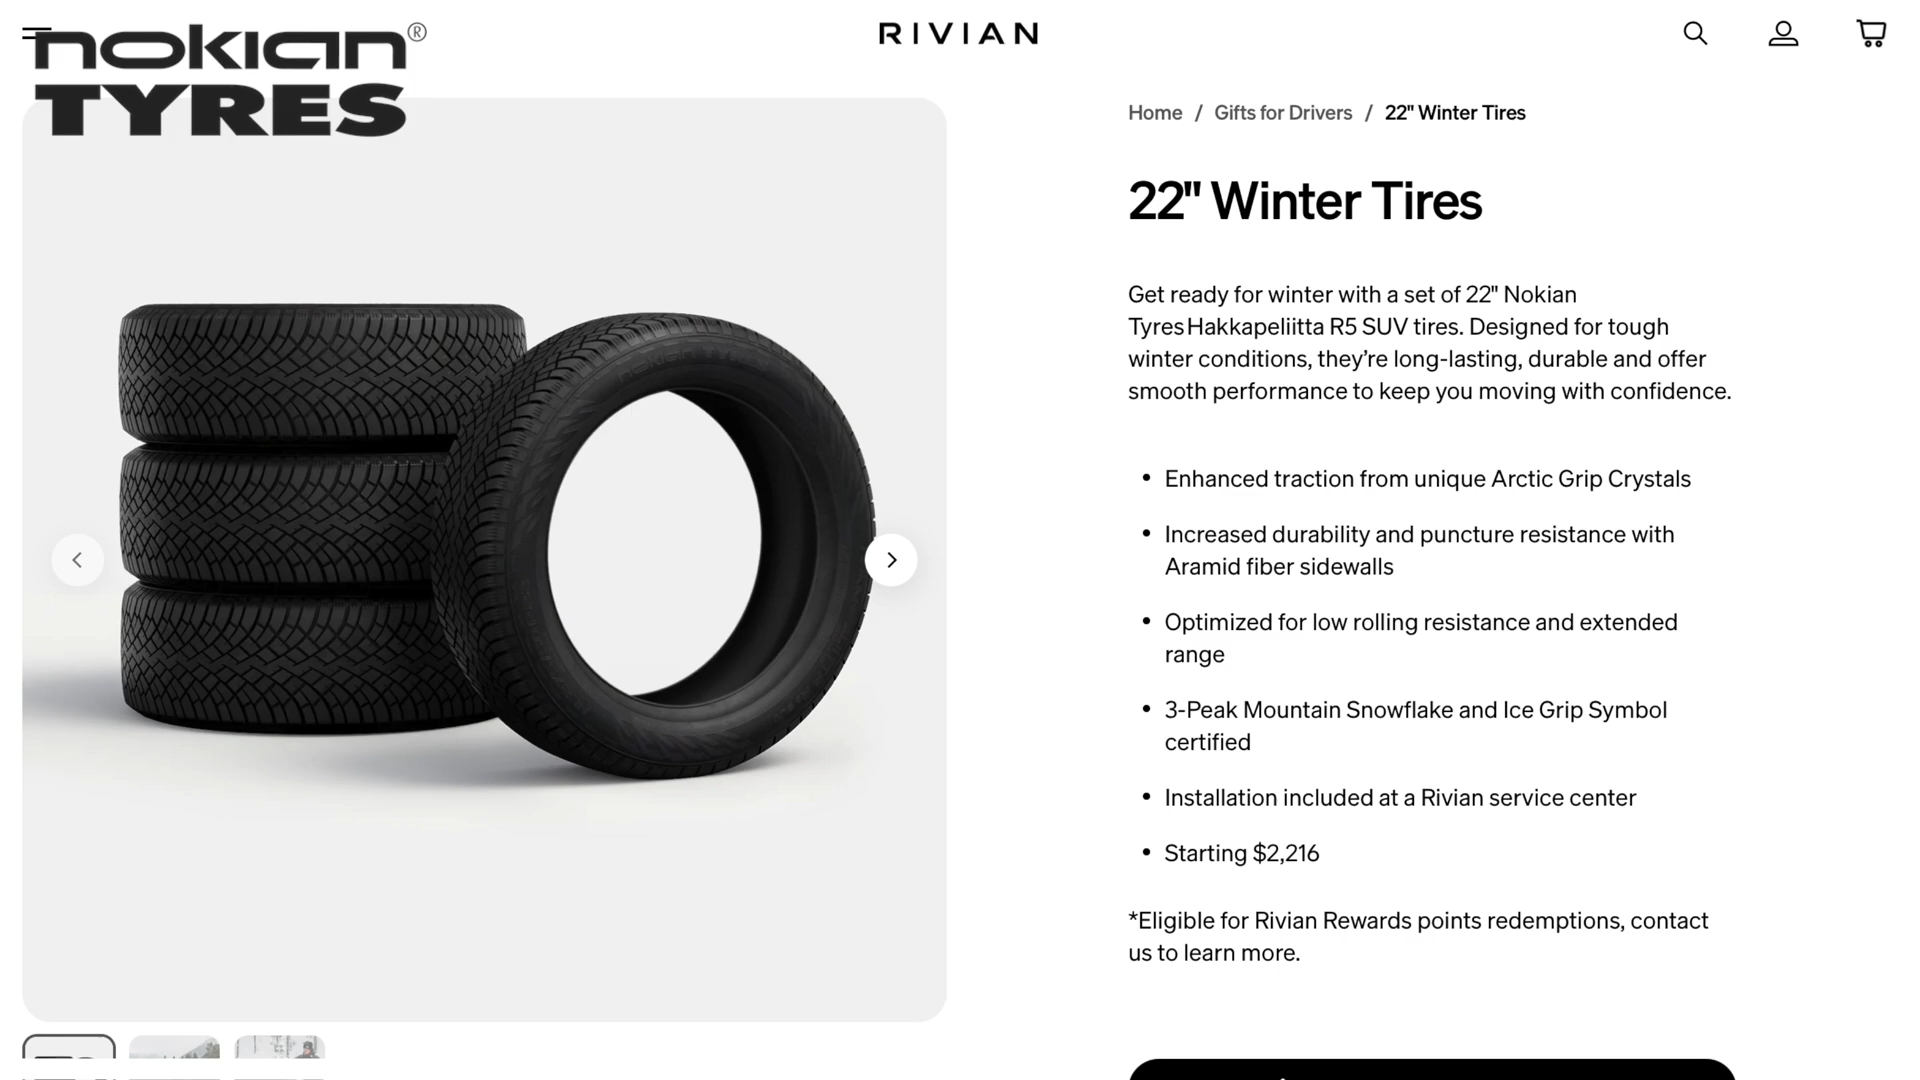 nokian®
TYRES
RIVIAN
Home / Gifts for Drivers / 22" Winter Tires
22" Winter Tires
Get ready for winter with a set of 22" Nokian
Tyres Hakkapeliitta R5 SUV tires. Designed for tough
winter conditions, they’re long-lasting, durable and offer
smooth performance to keep you moving with confidence.
• Enhanced traction from unique Arctic Grip Crystals
• Increased durability and puncture resistance with
Aramid fiber sidewalls
• Optimized for low rolling resistance and extended
range
• 3-Peak Mountain Snowflake and Ice Grip Symbol
certified
• Installation included at a Rivian service center
• Starting $2,216
*Eligible for Rivian Rewards points redemptions, contact
us to learn more.